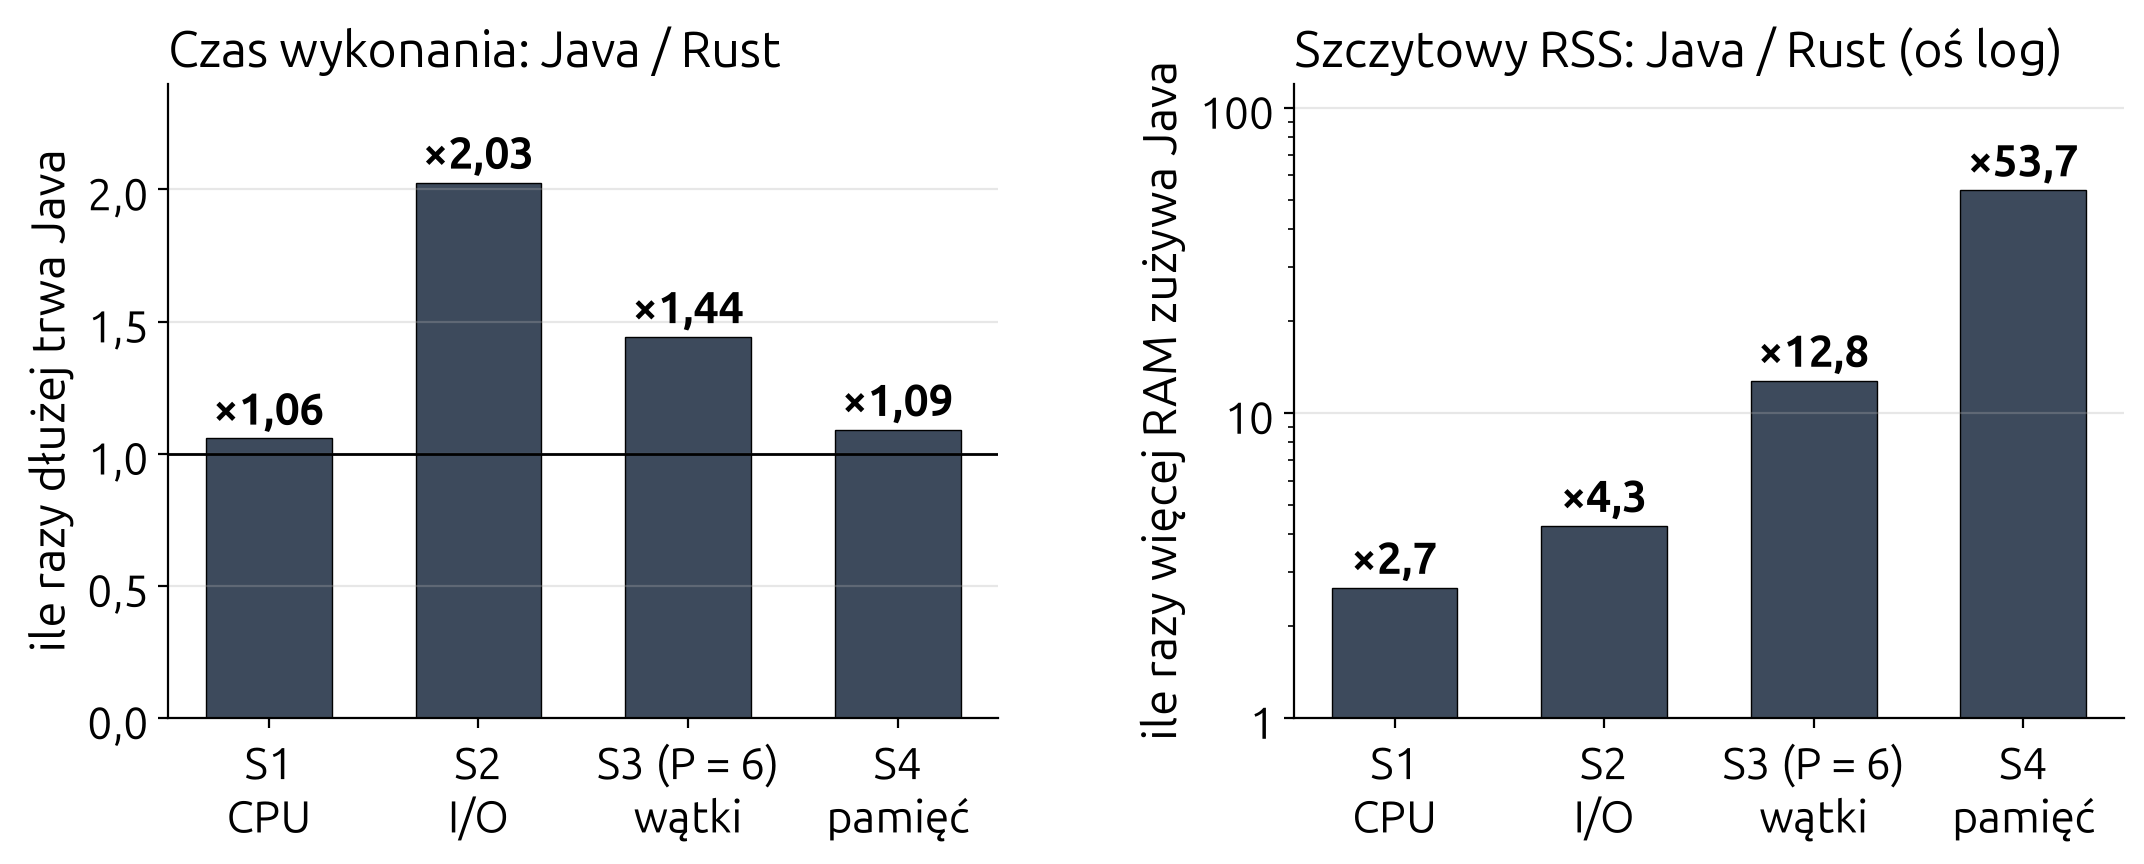 Czas wykonania: Java / Rust
ile razy dłużej trwa Java
2,0
1,5
1,0
0,5
0,0
×1,06
×2,03
×1,44
×1,09
S1
CPU
S2
I/O
S3 (P = 6)
wątki
S4
pamięć
Szczytowy RSS: Java / Rust (oś log)
ile razy więcej RAM zużywa Java
100
10
1
×2,7
×4,3
×12,8
×53,7
S1
CPU
S2
I/O
S3 (P = 6)
wątki
S4
pamięć